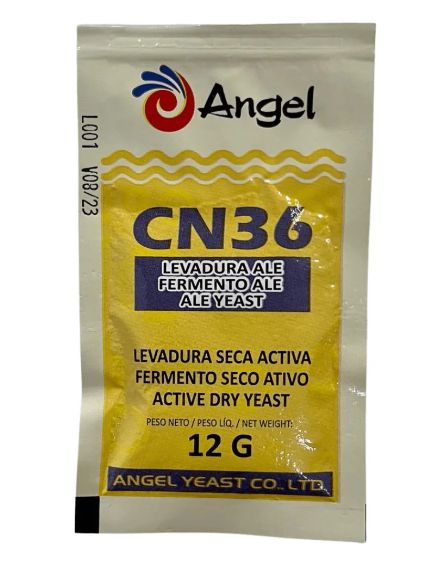 Angel
L001 V08/23
CN36
LEVADURA ALE
FERMENTO ALE
ALE YEAST
LEVADURA SECA ACTIVA
FERMENTO SECO ATIVO
ACTIVE DRY YEAST
PESO NETO / PESO LÍQ. / NET WEIGHT:
12 G
ANGEL YEAST CO., LTD